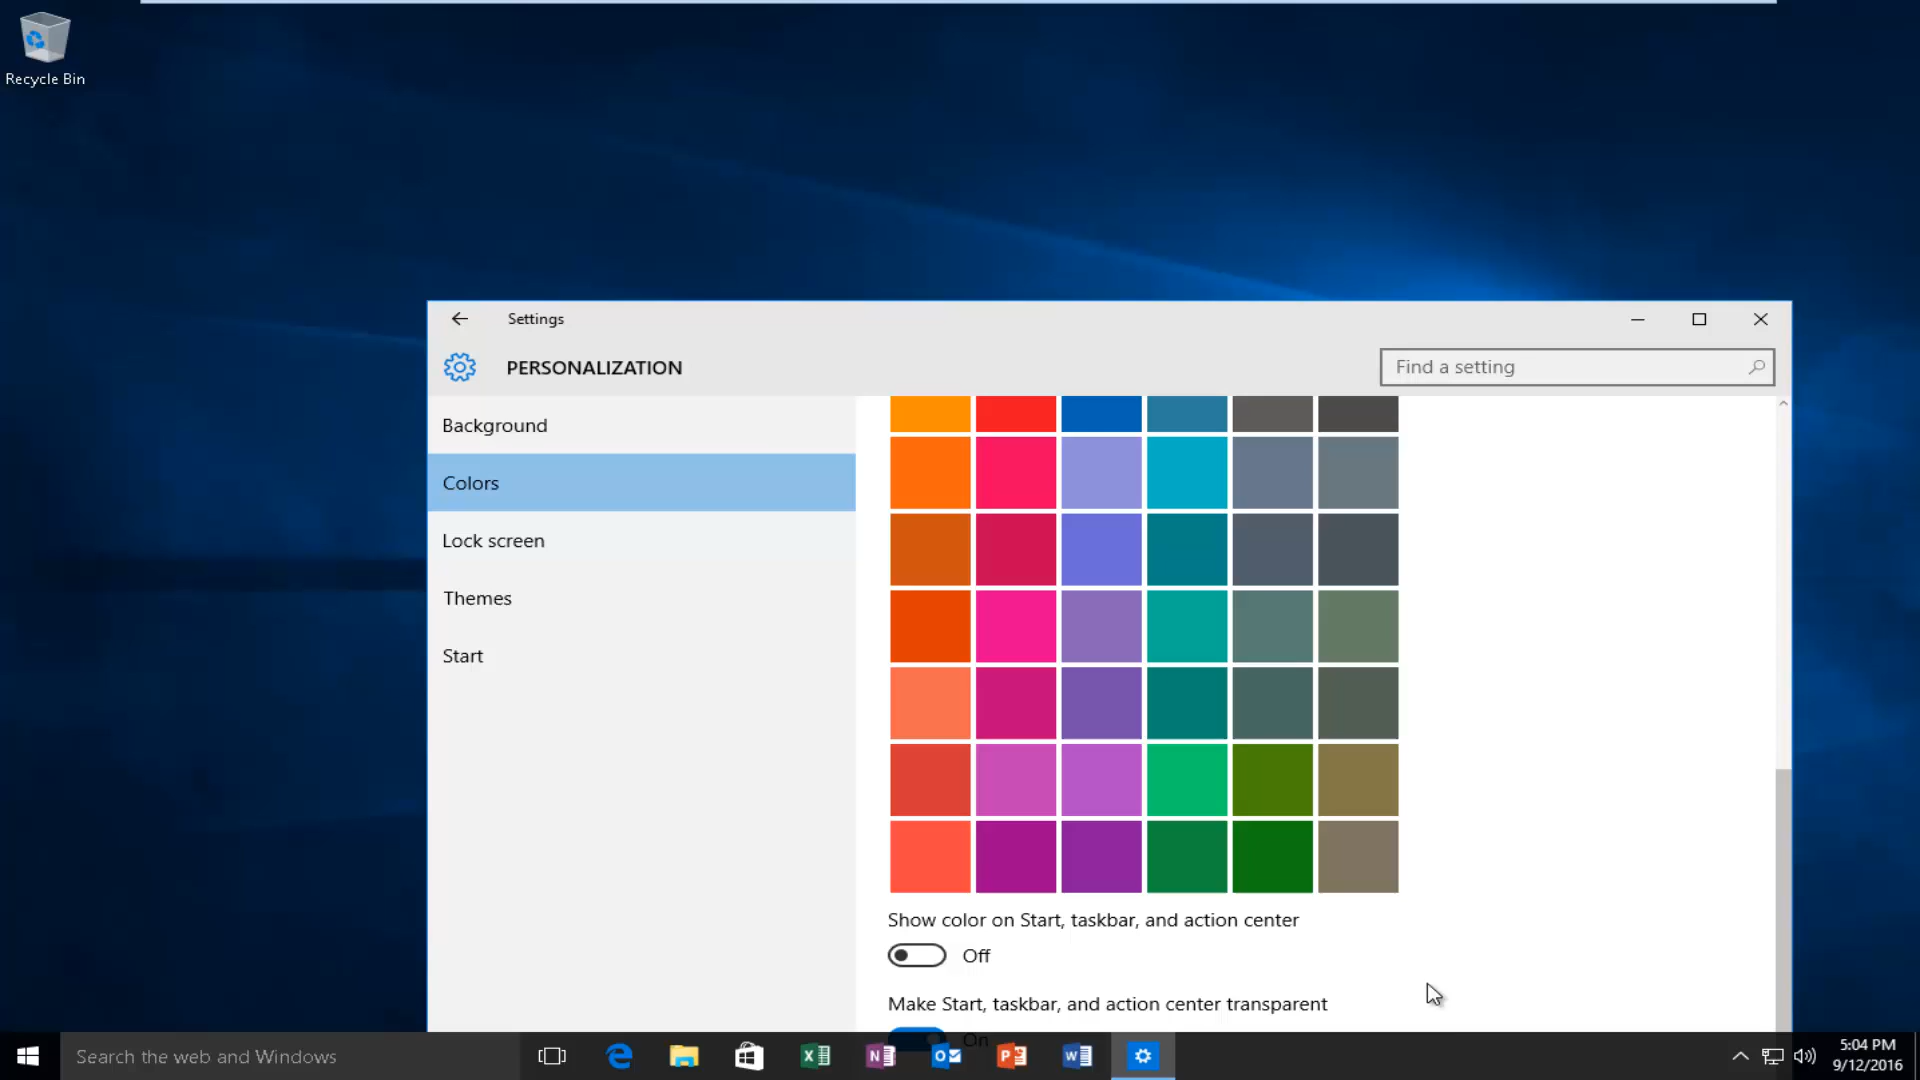 Recycle Bin
Settings
PERSONALIZATION
Find a setting
Background
Colors
Lock screen
Themes
Start
Show color on Start, taskbar, and action center
Off
Make Start, taskbar, and action center transparent
On
Search the web and Windows
5:04 PM
9/12/2016